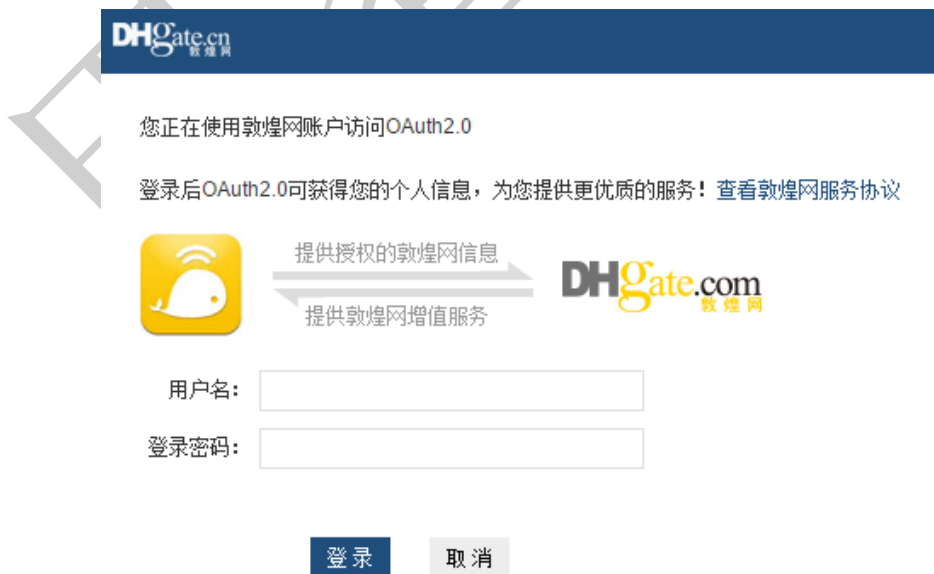 DHgate.cn
敦煌网
您正在使用敦煌网账户访问OAuth2.0
登录后OAuth2.0可获得您的个人信息，为您提供更优质的服务！查看敦煌网服务协议
提供授权的敦煌网信息
提供敦煌网增值服务
DHgate.com
敦煌网
用户名：
登录密码：
登录 取消